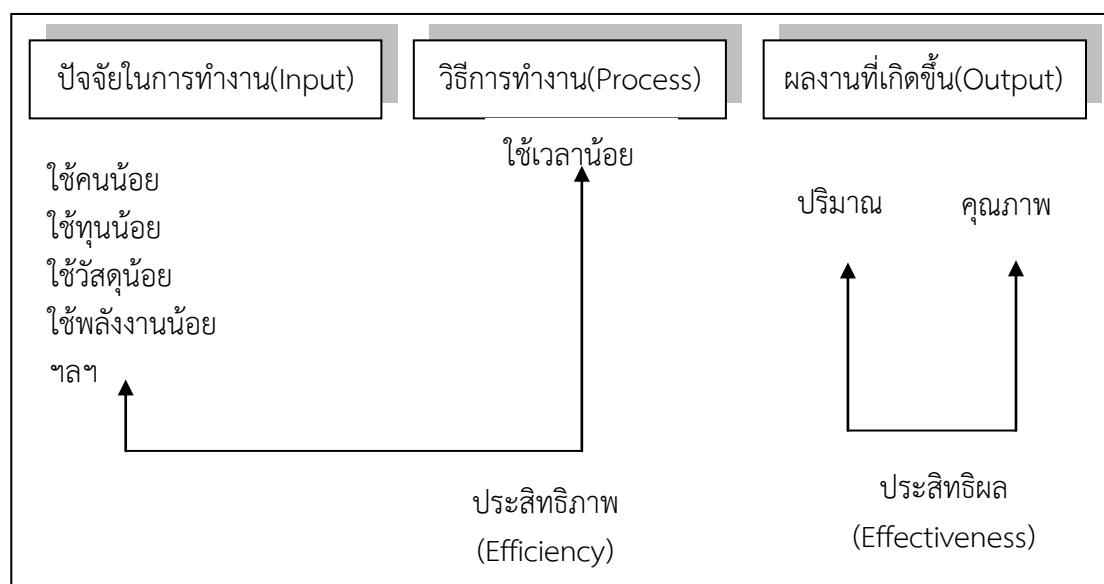 ปัจจัยในการทำงาน(Input)
วิธีการทำงาน(Process)
ผลงานที่เกิดขึ้น(Output)
ใช้คนน้อย
ใช้ทุนน้อย
ใช้วัสดุน้อย
ใช้พลังงานน้อย
ฯลฯ
ใช้เวลาน้อย
ปริมาณ
คุณภาพ
ประสิทธิภาพ
(Efficiency)
ประสิทธิผล
(Effectiveness)